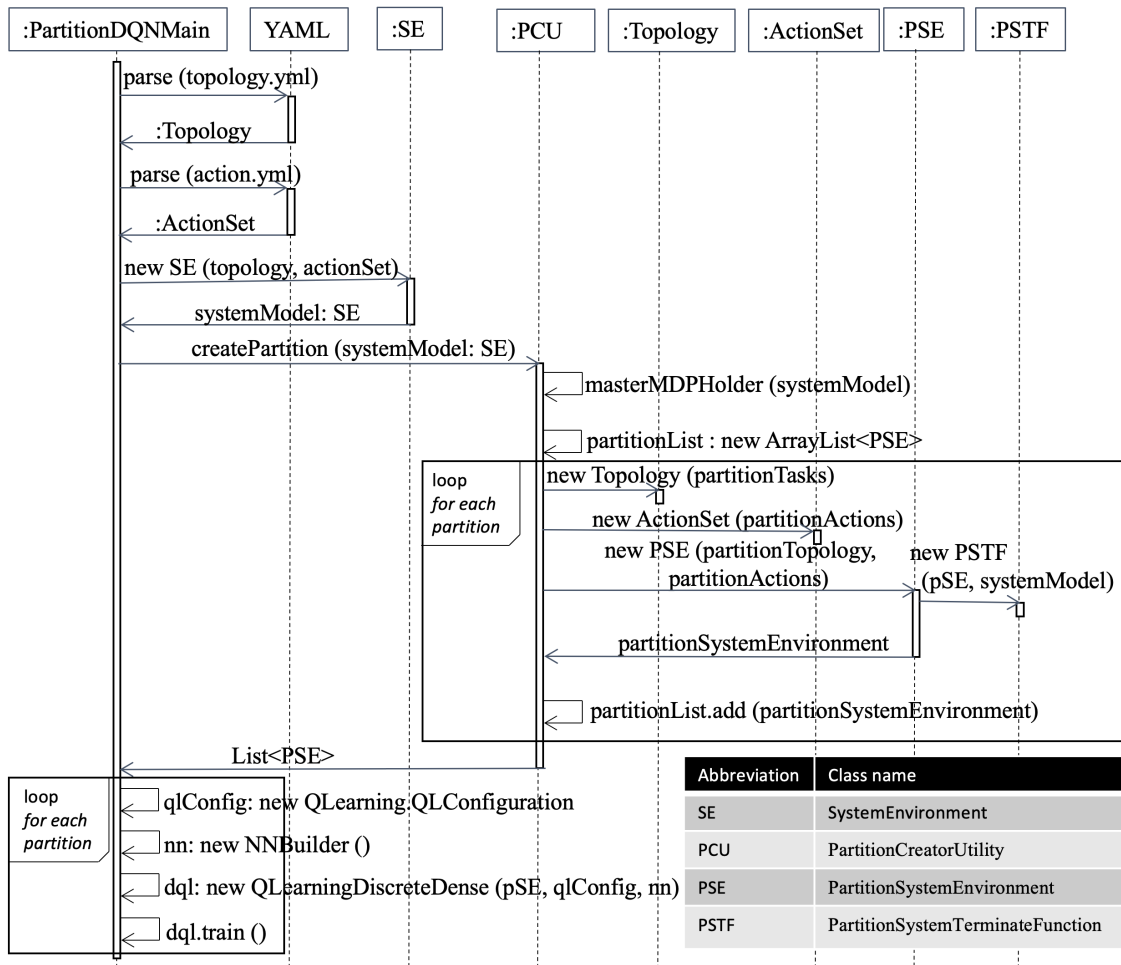 :PartitionDQNMain
YAML
:SE
:PCU
:Topology
:ActionSet
:PSE
:PSTF
parse (topology.yml)
:Topology
parse (action.yml)
:ActionSet
new SE (topology, actionSet)
systemModel: SE
createPartition (systemModel: SE)
masterMDPHolder (systemModel)
partitionList : new ArrayList<PSE>
loop
for each
partition
new Topology (partitionTasks)
new ActionSet (partitionActions)
new PSE (partitionTopology,
partitionActions)
new PSTF
(pSE, systemModel)
partitionSystemEnvironment
partitionList.add (partitionSystemEnvironment)
List<PSE>
loop
for each
partition
qlConfig: new QLearning.QLConfiguration
nn: new NNBuilder ()
dql: new QLearningDiscreteDense (pSE, qlConfig, nn)
dql.train ()
Abbreviation Class name
SE SystemEnvironment
PCU PartitionCreatorUtility
PSE PartitionSystemEnvironment
PSTF PartitionSystemTerminateFunction